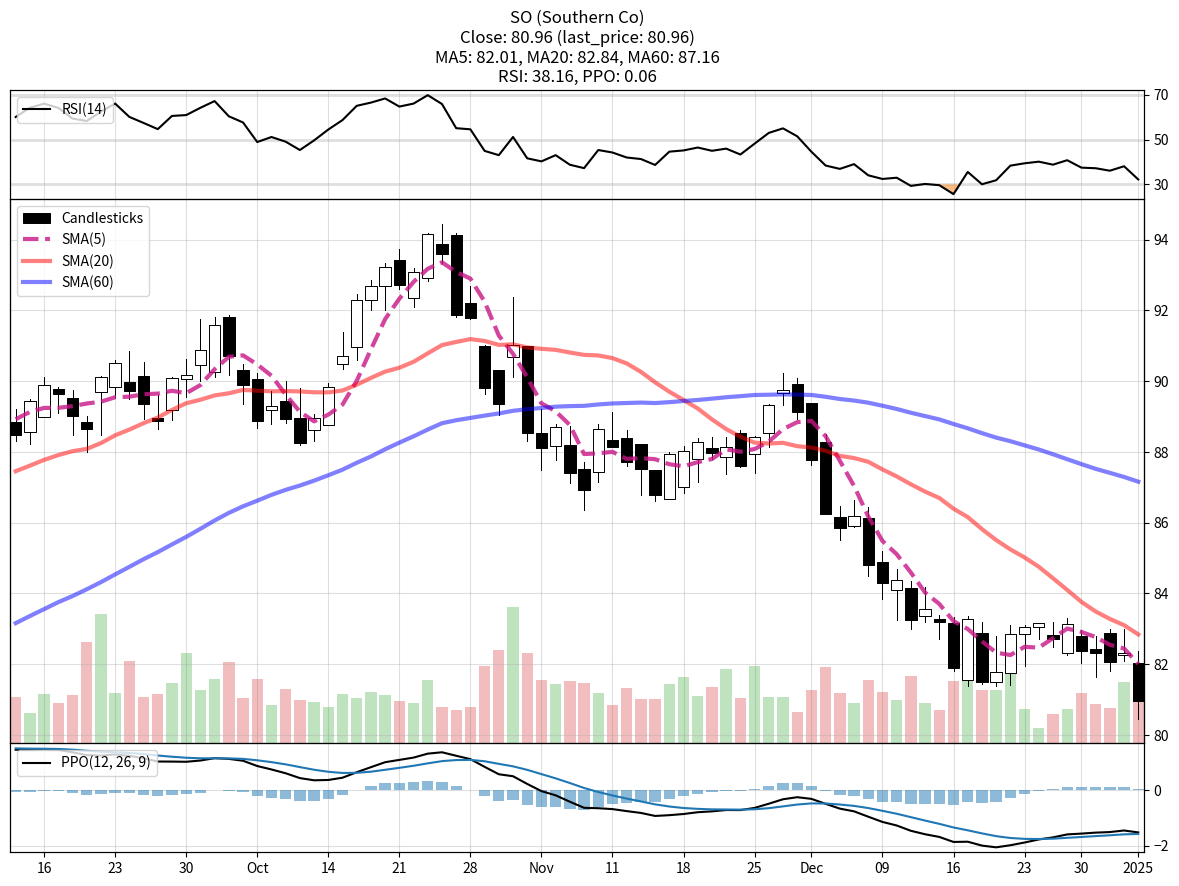 SO (Southern Co)
Close: 80.96 (last_price: 80.96)
MA5: 82.01, MA20: 82.84, MA60: 87.16
RSI: 38.16, PPO: 0.06
RSI(14)
70
50
30
Candlesticks
SMA(5)
SMA(20)
SMA(60)
94
92
90
88
86
84
82
80
PPO(12, 26, 9)
0
−2
16 23 30 Oct 14 21 28 Nov 11 18 25 Dec 09 16 23 30 2025